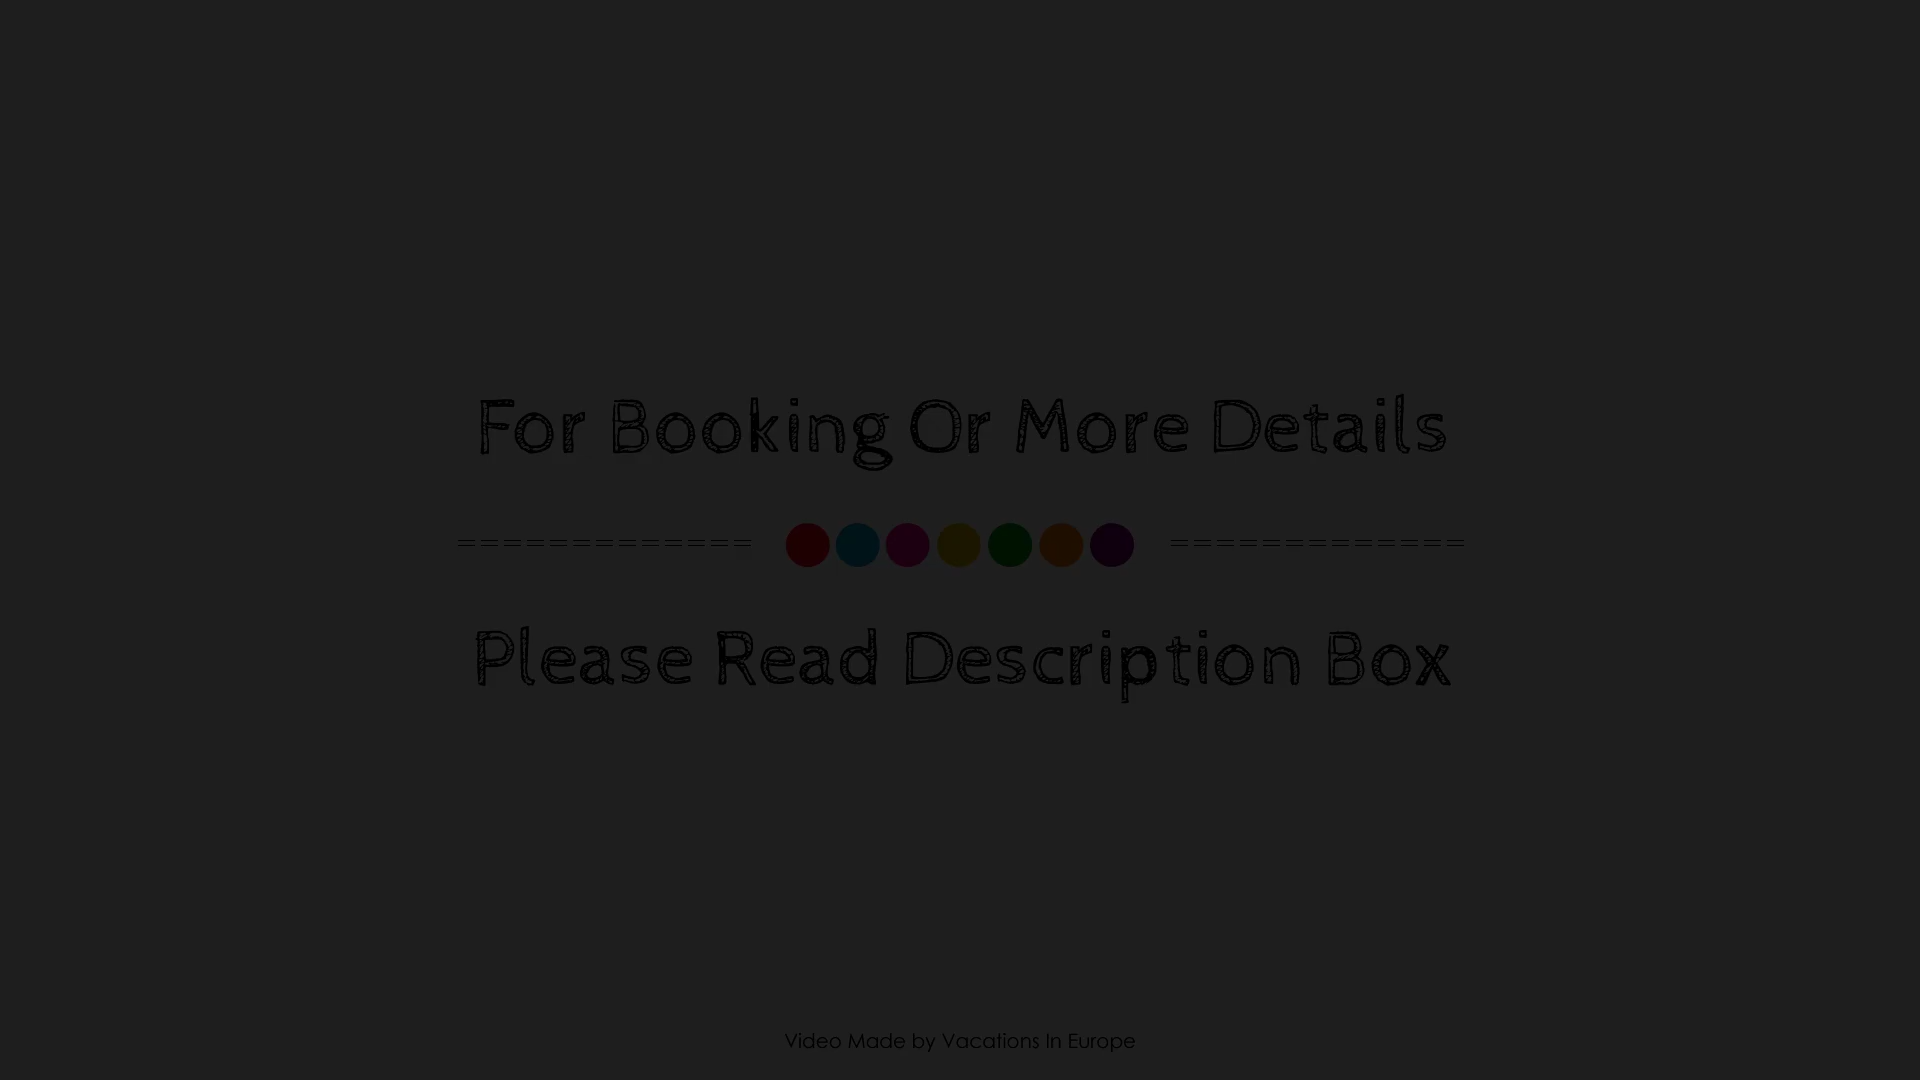 For Booking Or More Details
============= =============
Please Read Description Box
Video Made by Vacations In Europe